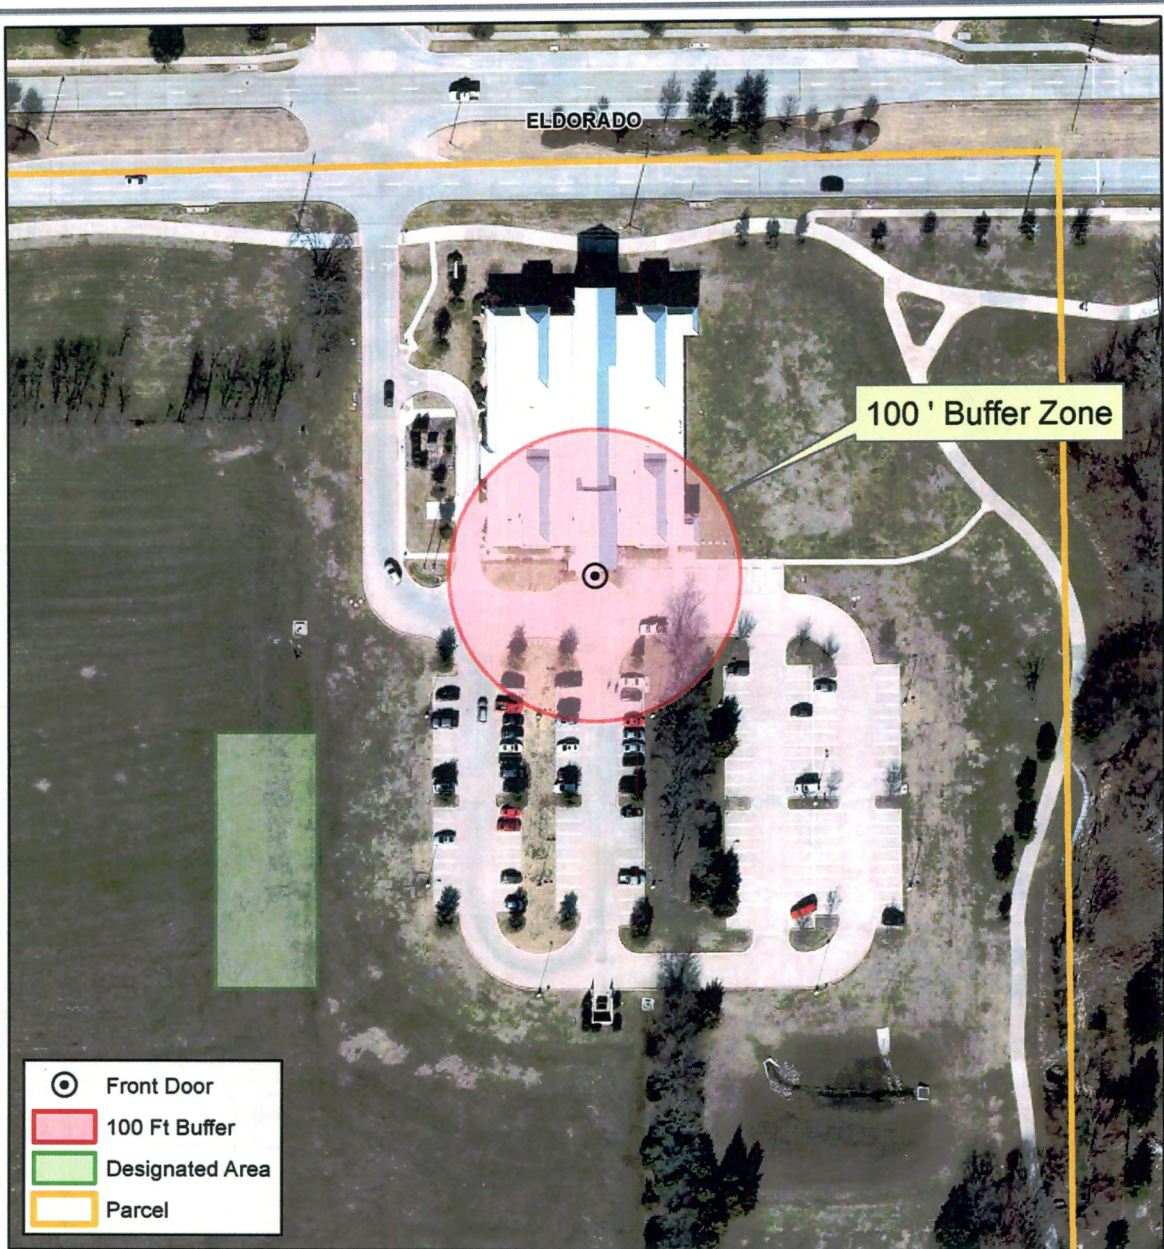 ELDORADO
100 ' Buffer Zone
Front Door
100 Ft Buffer
Designated Area
Parcel